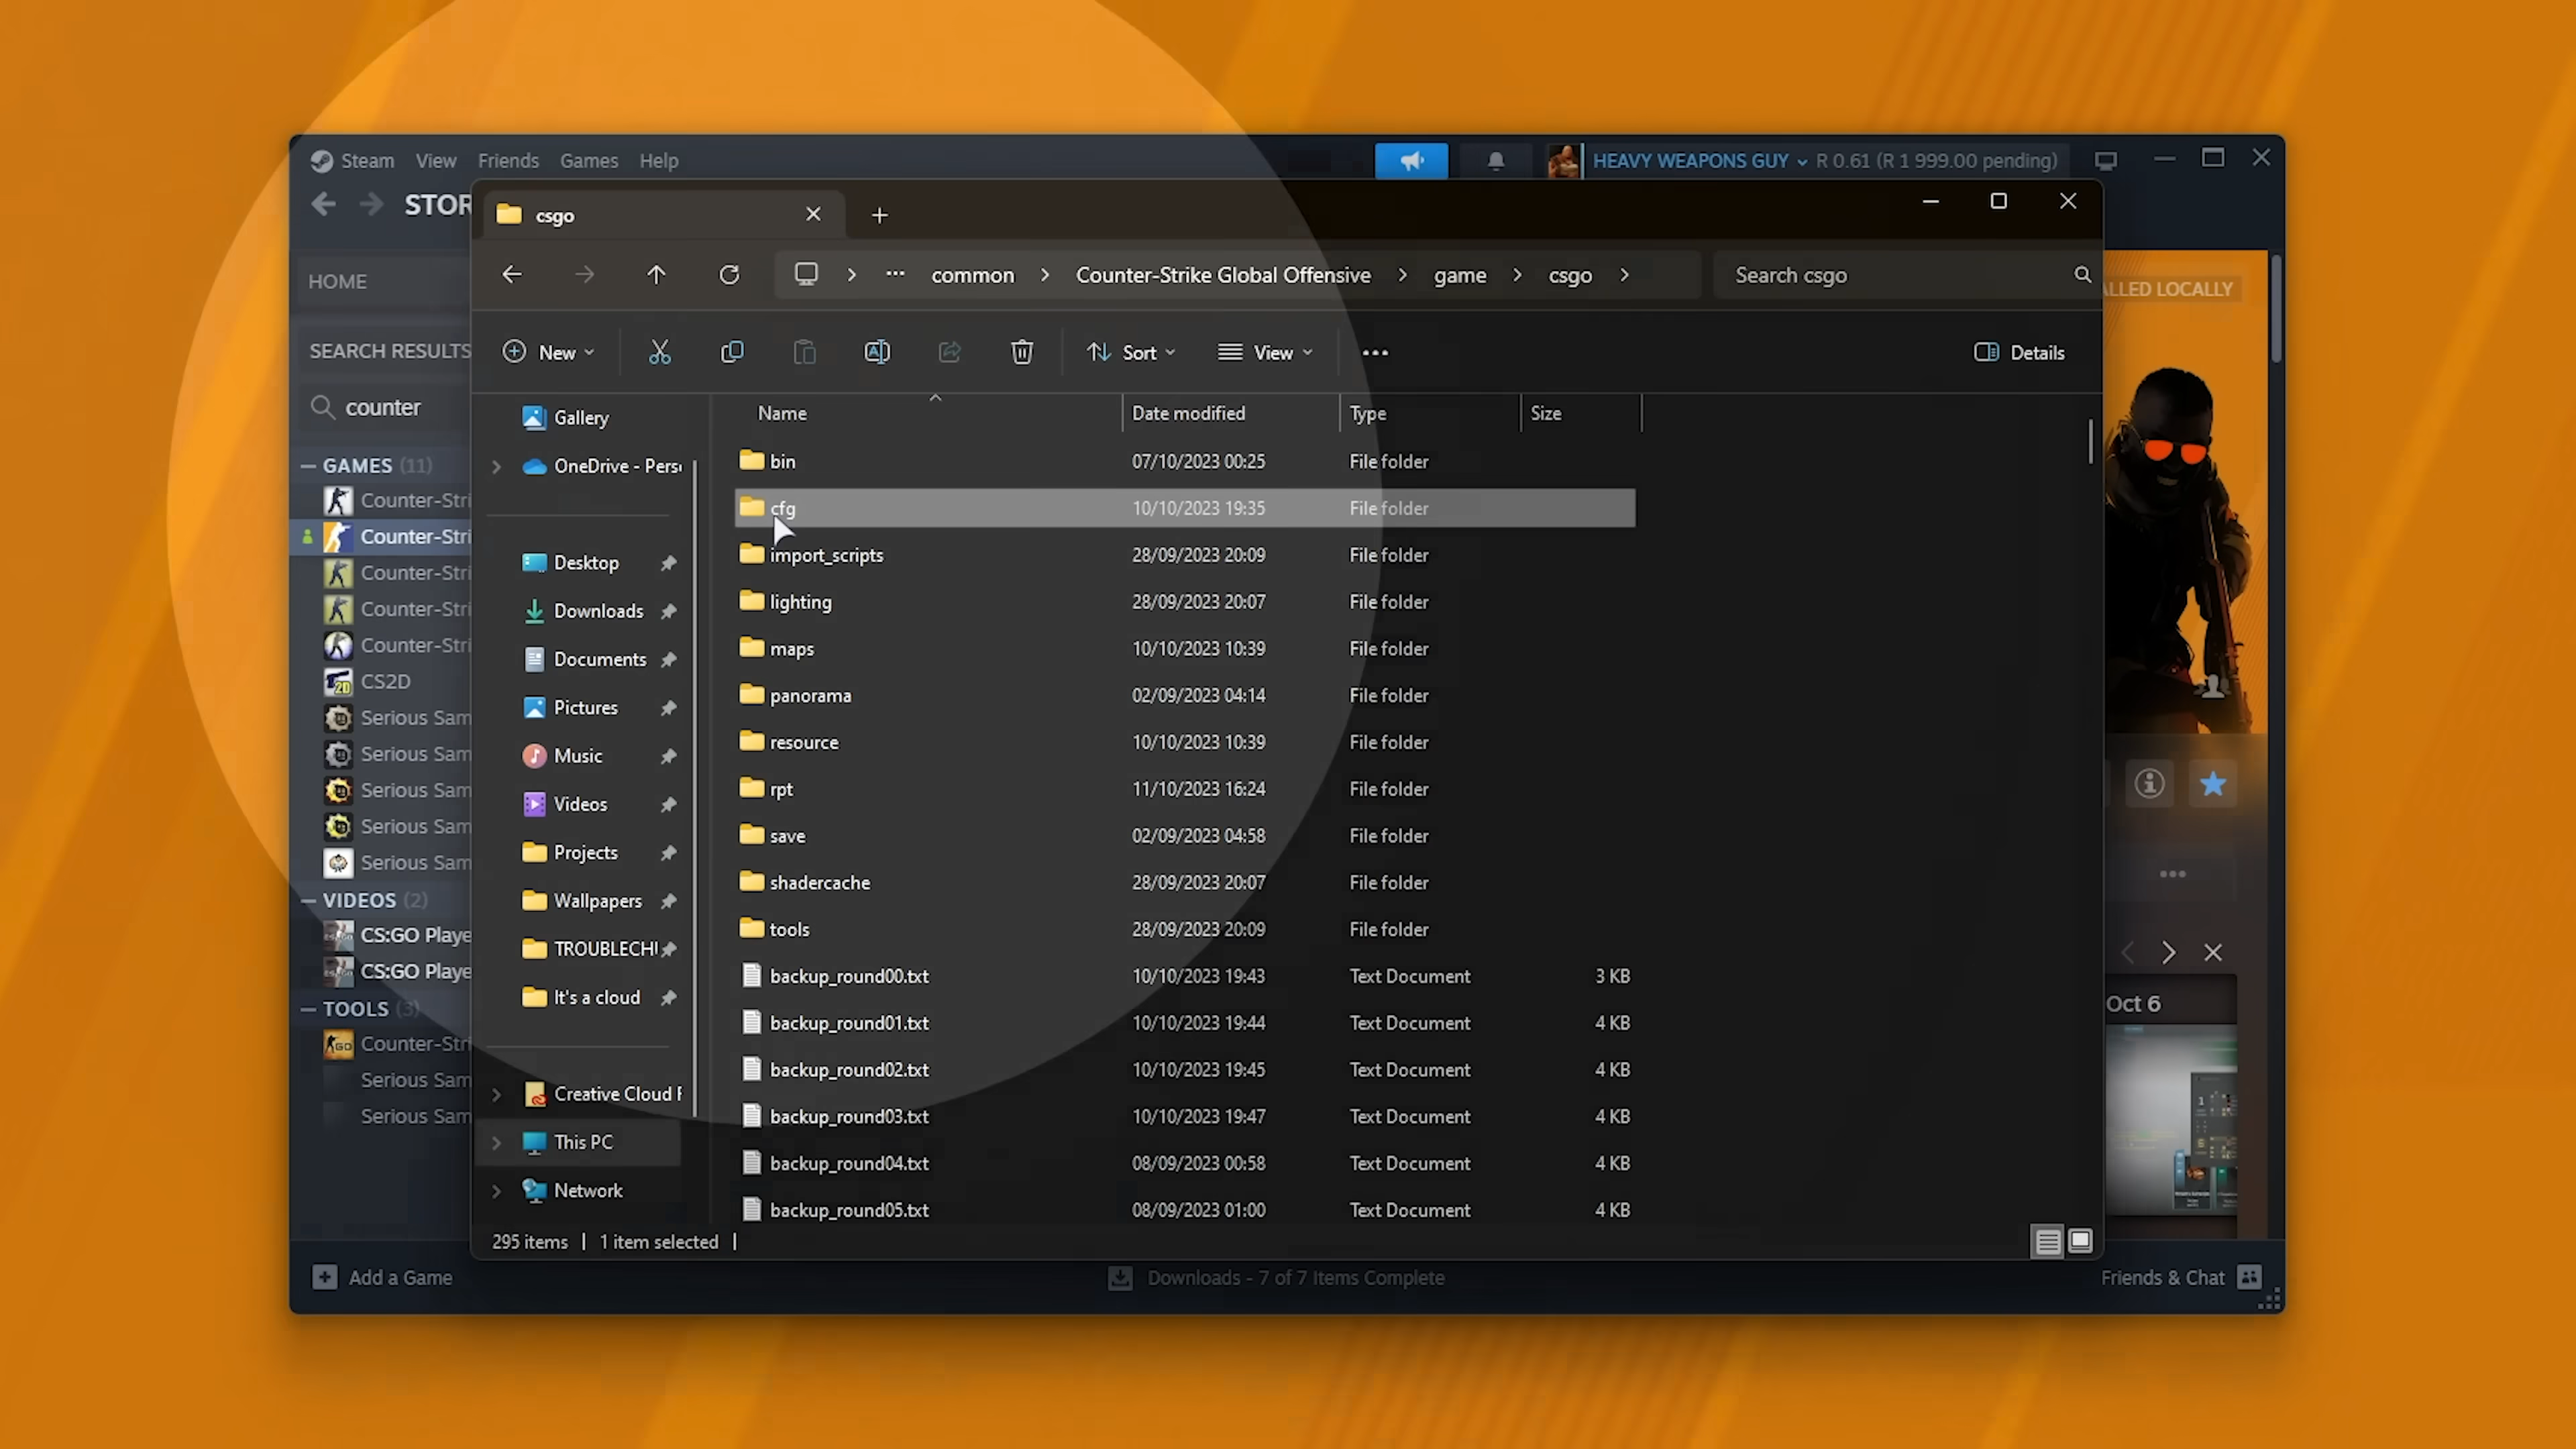 Steam View Friends Games Help
HEAVY WEAPONS GUY R 0.61 (R 1 999.00 pending)
STOR
csgo
common > Counter-Strike Global Offensive > game > csgo >
Search csgo
HOME
ALLED LOCALLY
SEARCH RESULTS
New
Sort
View
Details
counter
GAMES (11)
Counter-Stri
Counter-Stri
Counter-Stri
Counter-Stri
Counter-Stri
CS2D
Serious Sam
Serious Sam
Serious Sam
Serious Sam
Serious Sam
VIDEOS (2)
CS:GO Playe
CS:GO Playe
TOOLS (3)
Counter-Stri
Serious Sam
Serious Sam
Gallery
OneDrive - Pers
Desktop
Downloads
Documents
Pictures
Music
Videos
Projects
Wallpapers
TROUBLECH
It's a cloud
Creative Cloud F
This PC
Network
Name Date modified Type Size
bin 07/10/2023 00:25 File folder
cfg 10/10/2023 19:35 File folder
import_scripts 28/09/2023 20:09 File folder
lighting 28/09/2023 20:07 File folder
maps 10/10/2023 10:39 File folder
panorama 02/09/2023 04:14 File folder
resource 10/10/2023 10:39 File folder
rpt 11/10/2023 16:24 File folder
save 02/09/2023 04:58 File folder
shadercache 28/09/2023 20:07 File folder
tools 28/09/2023 20:09 File folder
backup_round00.txt 10/10/2023 19:43 Text Document 3 KB
backup_round01.txt 10/10/2023 19:44 Text Document 4 KB
backup_round02.txt 10/10/2023 19:45 Text Document 4 KB
backup_round03.txt 10/10/2023 19:47 Text Document 4 KB
backup_round04.txt 08/09/2023 00:58 Text Document 4 KB
backup_round05.txt 08/09/2023 01:00 Text Document 4 KB
Oct 6
295 items | 1 item selected |
Add a Game
Downloads - 7 of 7 Items Complete
Friends & Chat